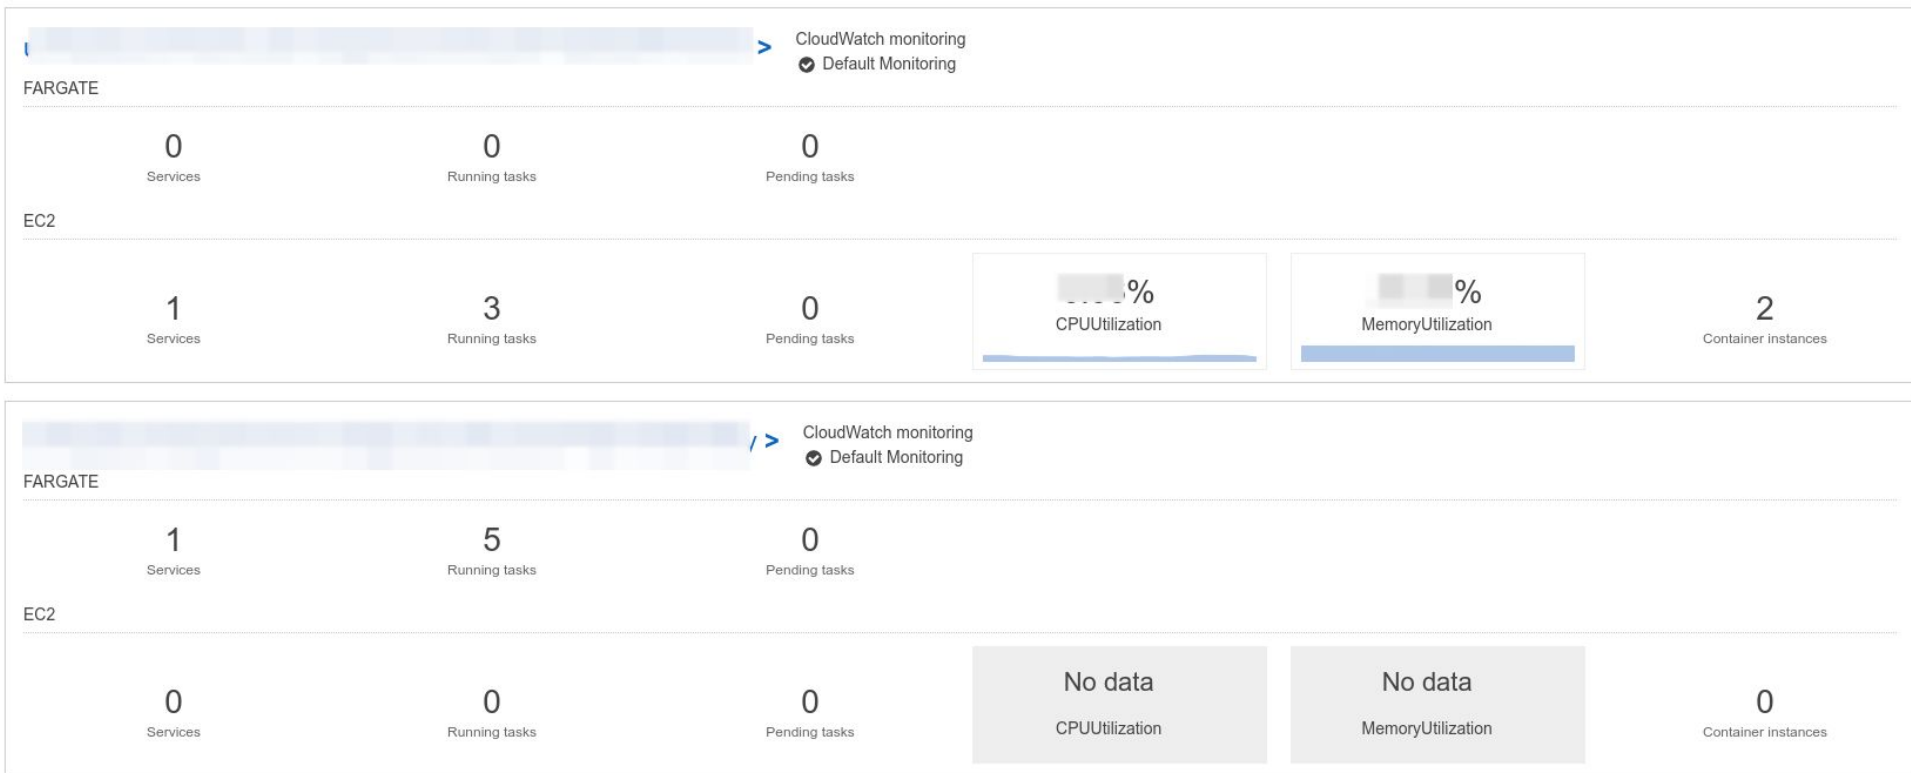 > CloudWatch monitoring
Default Monitoring
FARGATE
0 0 0
Services Running tasks Pending tasks
EC2
1 3 0 % % 2
Services Running tasks Pending tasks CPUUtilization MemoryUtilization Container instances
/ > CloudWatch monitoring
Default Monitoring
FARGATE
1 5 0
Services Running tasks Pending tasks
EC2
0 0 0 No data No data 0
Services Running tasks Pending tasks CPUUtilization MemoryUtilization Container instances